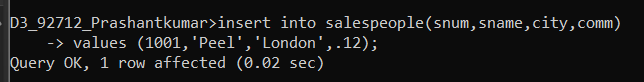 D3_92712_Prashantkumar>insert into salespeople(snum,sname,city,comm)
    -> values (1001,'Peel','London',.12);
Query OK, 1 row affected (0.02 sec)